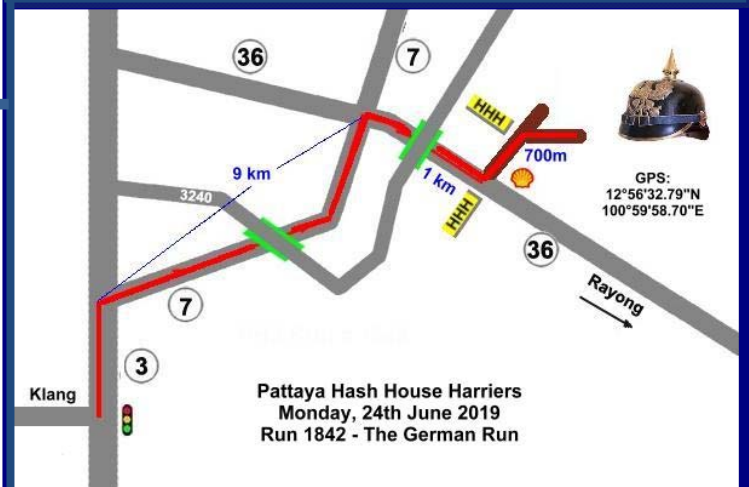 36
7
HHH
9 km
700m
1 km
3240
GPS:
12°56'32.79"N
100°59'58.70"E
HHH
36
Rayong
7
3
Klang
Pattaya Hash House Harriers
Monday, 24th June 2019
Run 1842 - The German Run